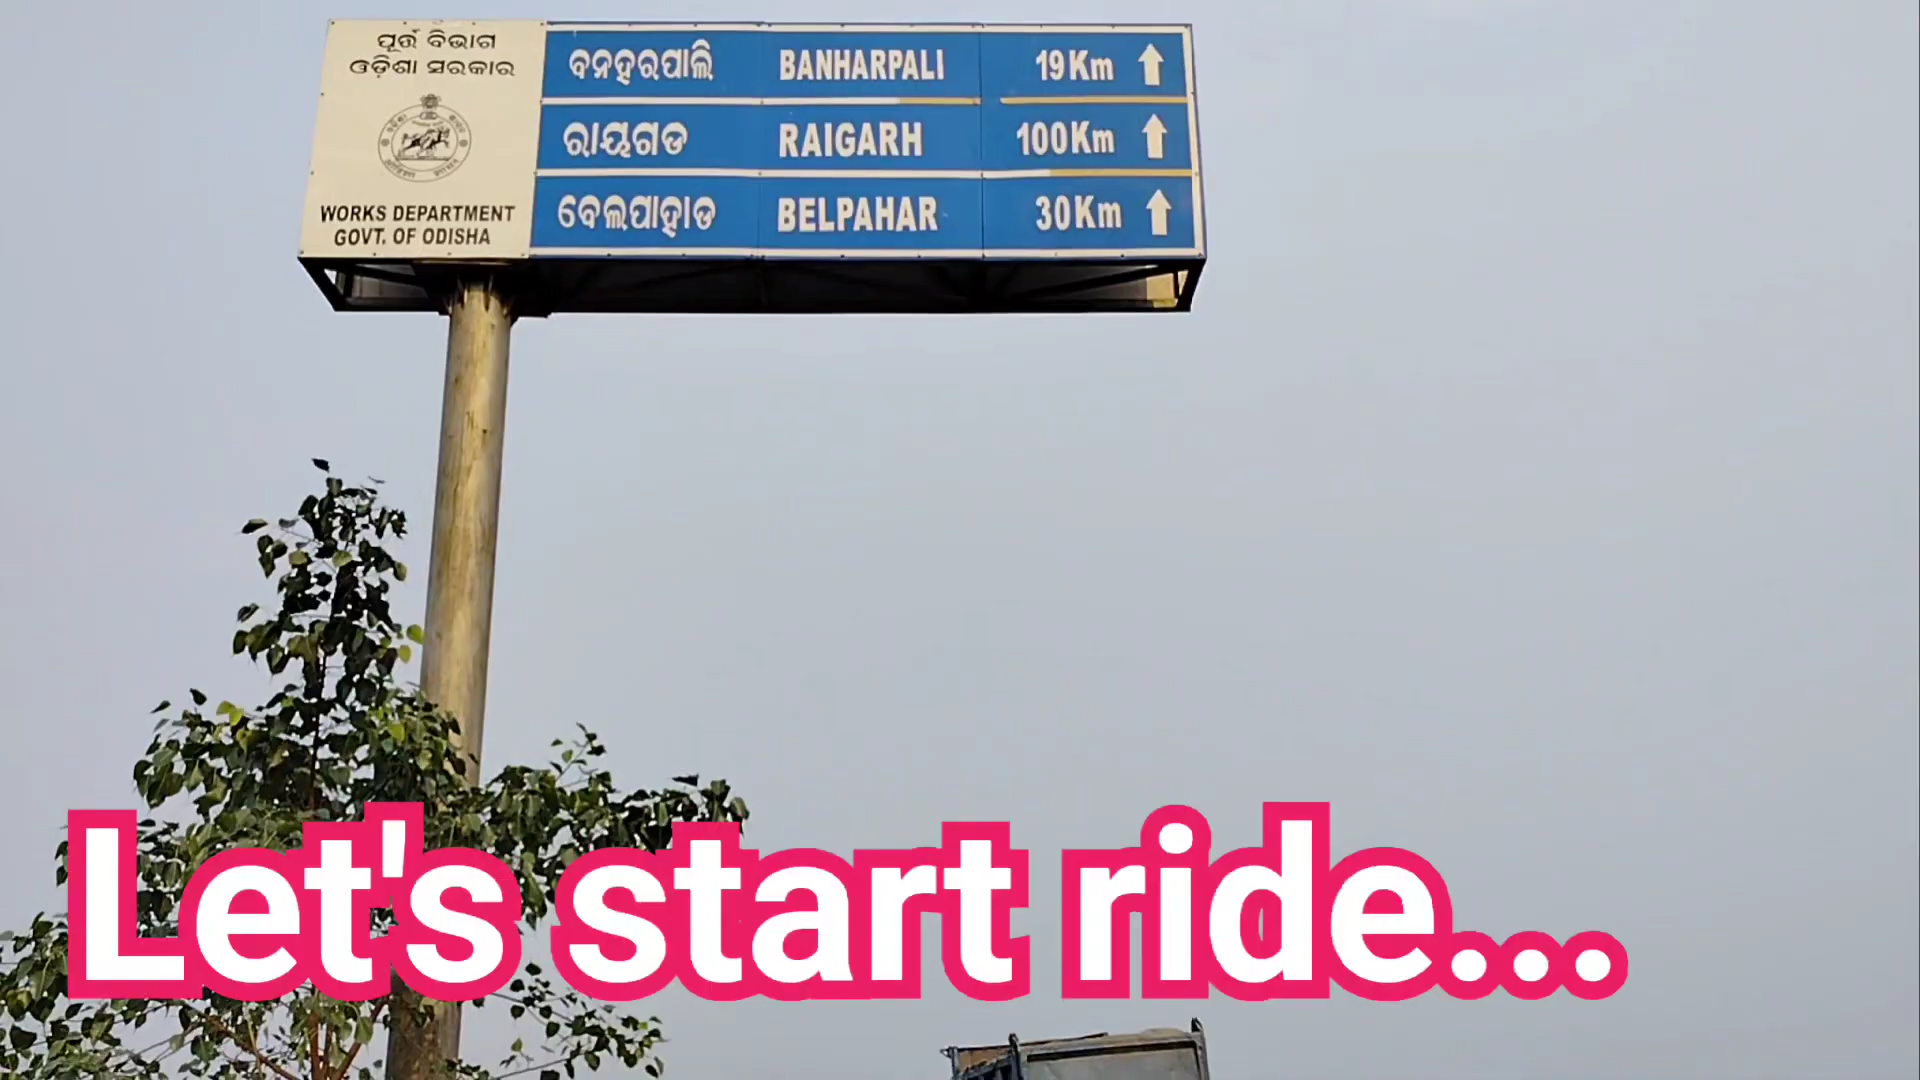 ପୂର୍ତ୍ତ ବିଭାଗ
ଓଡ଼ିଶା ସରକାର
WORKS DEPARTMENT
GOVT. OF ODISHA
ବନହରପାଲି BANHARPALI 19Km
ରାୟଗଡ RAIGARH 100Km
ବେଲପାହାଡ BELPAHAR 30Km
Let's start ride...